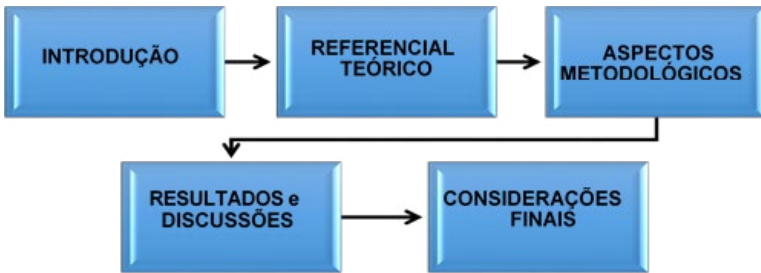 INTRODUÇÃO
REFERENCIAL
TEÓRICO
ASPECTOS
METODOLÓGICOS
RESULTADOS e
DISCUSSÕES
CONSIDERAÇÕES
FINAIS